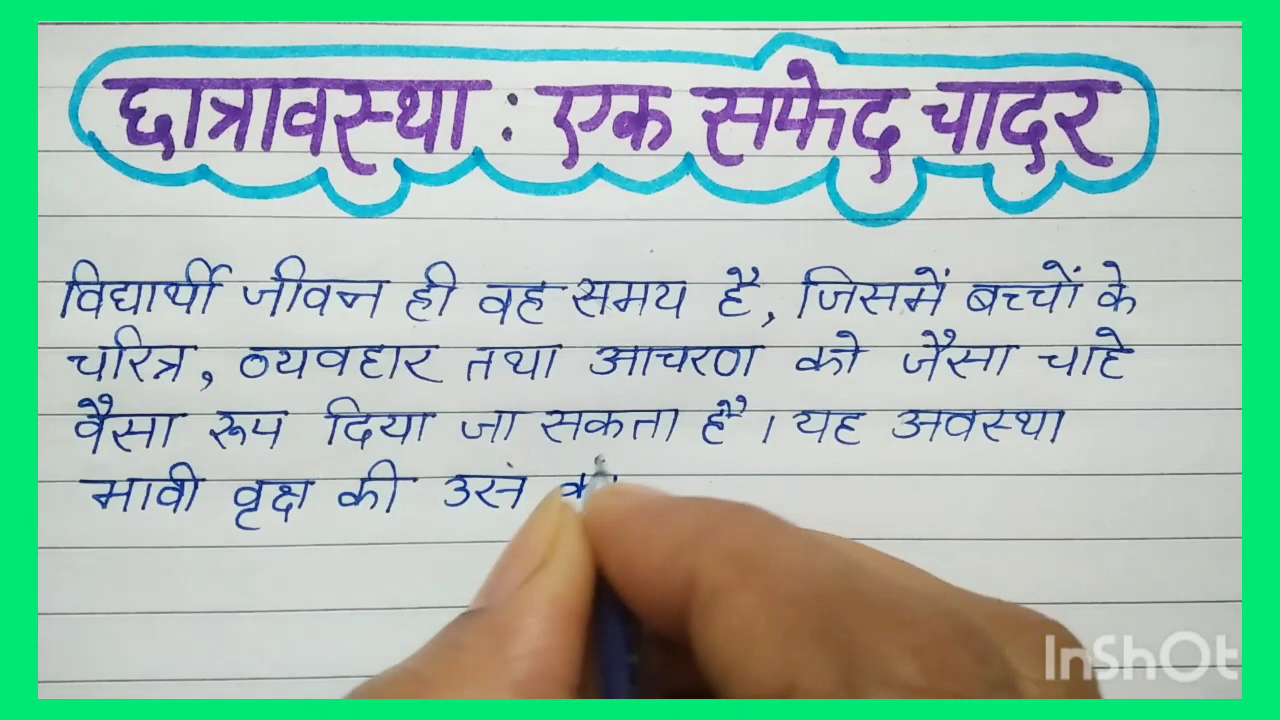 छात्रावस्था : एक सफेद चादर
विद्यार्थी जीवन ही वह समय है, जिसमें बच्चों के
चरित्र, व्यवहार तथा आचरण को जैसा चाहे
वैसा रूप दिया जा सकता है। यह अवस्था
भावी वृक्ष की उस
InShOt